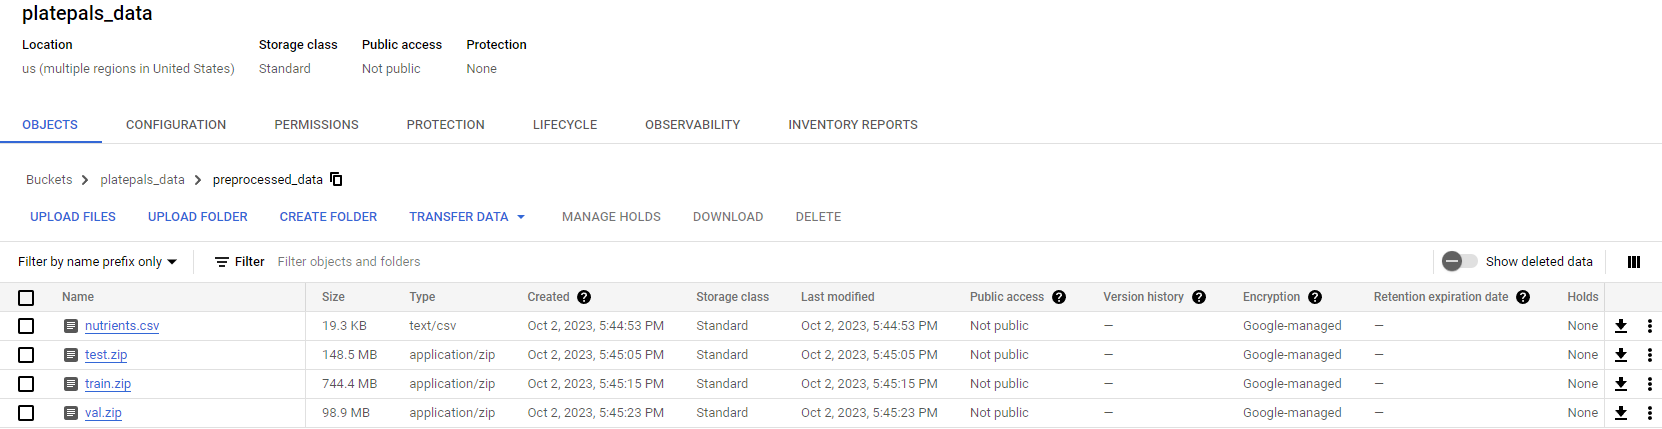 platepals_data
Location Storage class Public access Protection
us (multiple regions in United States) Standard Not public None
OBJECTS CONFIGURATION PERMISSIONS PROTECTION LIFECYCLE OBSERVABILITY INVENTORY REPORTS
Buckets platepals_data preprocessed_data
UPLOAD FILES UPLOAD FOLDER CREATE FOLDER TRANSFER DATA MANAGE HOLDS DOWNLOAD DELETE
Filter by name prefix only Filter Filter objects and folders Show deleted data
Name Size Type Created Storage class Last modified Public access Version history Encryption Retention expiration date Holds
nutrients.csv 19.3 KB text/csv Oct 2, 2023, 5:44:53 PM Standard Oct 2, 2023, 5:44:53 PM Not public — Google-managed — None
test.zip 148.5 MB application/zip Oct 2, 2023, 5:45:05 PM Standard Oct 2, 2023, 5:45:05 PM Not public — Google-managed — None
train.zip 744.4 MB application/zip Oct 2, 2023, 5:45:15 PM Standard Oct 2, 2023, 5:45:15 PM Not public — Google-managed — None
val.zip 98.9 MB application/zip Oct 2, 2023, 5:45:23 PM Standard Oct 2, 2023, 5:45:23 PM Not public — Google-managed — None